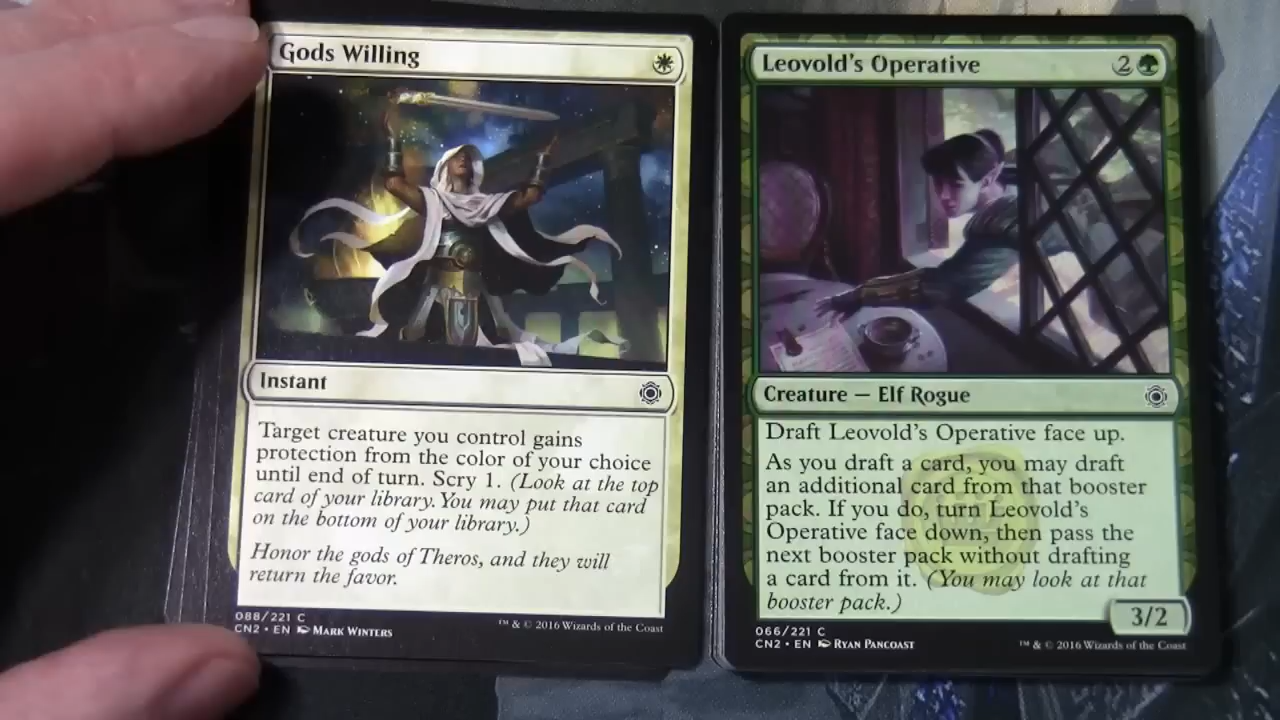 Gods Willing
Instant
Target creature you control gains
protection from the color of your choice
until end of turn. Scry 1. (Look at the top
card of your library. You may put that card
on the bottom of your library.)
Honor the gods of Theros, and they will
return the favor.
088/221 C
CN2 • EN MARK WINTERS
™ & © 2016 Wizards of the Coast
Leovold's Operative 2
Creature — Elf Rogue
Draft Leovold's Operative face up.
As you draft a card, you may draft
an additional card from that booster
pack. If you do, turn Leovold's
Operative face down, then pass the
next booster pack without drafting
a card from it. (You may look at that
booster pack.)
3/2
066/221 C
CN2 • EN RYAN PANCOAST
™ & © 2016 Wizards of the Coast